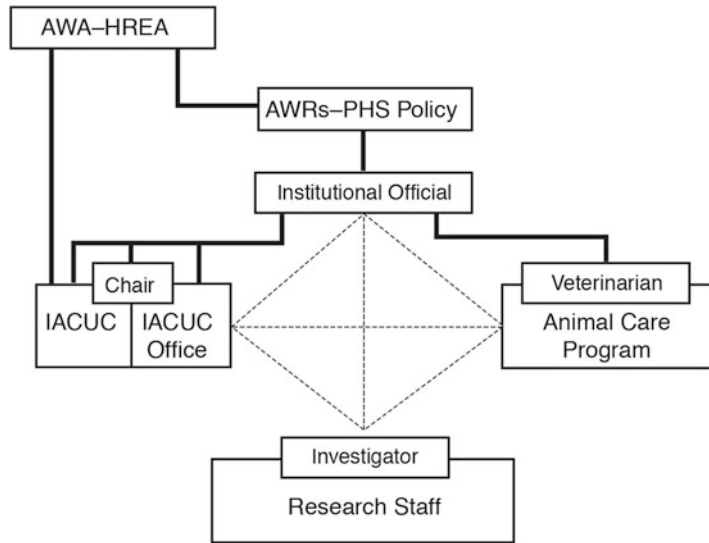 AWA–HREA
AWRs–PHS Policy
Institutional Official
Chair
IACUC
IACUC
Office
Veterinarian
Animal Care
Program
Investigator
Research Staff